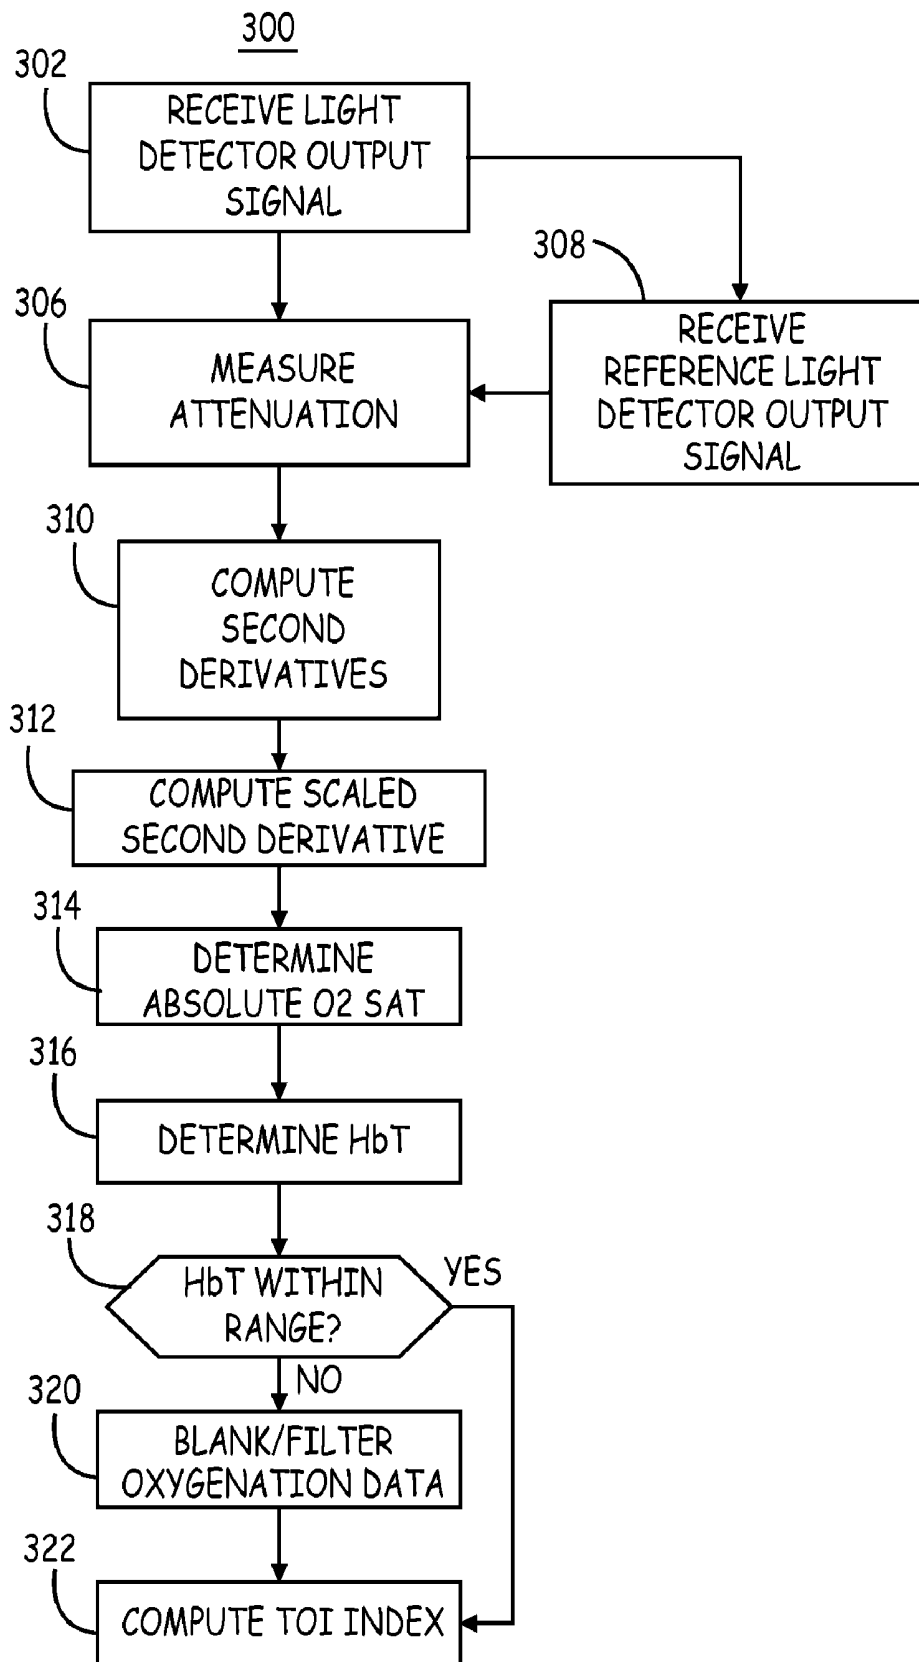 300
302
RECEIVE LIGHT
DETECTOR OUTPUT
SIGNAL
308
306
MEASURE
ATTENUATION
RECEIVE
REFERENCE LIGHT
DETECTOR OUTPUT
SIGNAL
310
COMPUTE
SECOND
DERIVATIVES
312
COMPUTE SCALED
SECOND DERIVATIVE
314
DETERMINE
ABSOLUTE O2 SAT
316
DETERMINE HbT
318
HbT WITHIN
RANGE?
YES
NO
320
BLANK/FILTER
OXYGENATION DATA
322
COMPUTE TOI INDEX